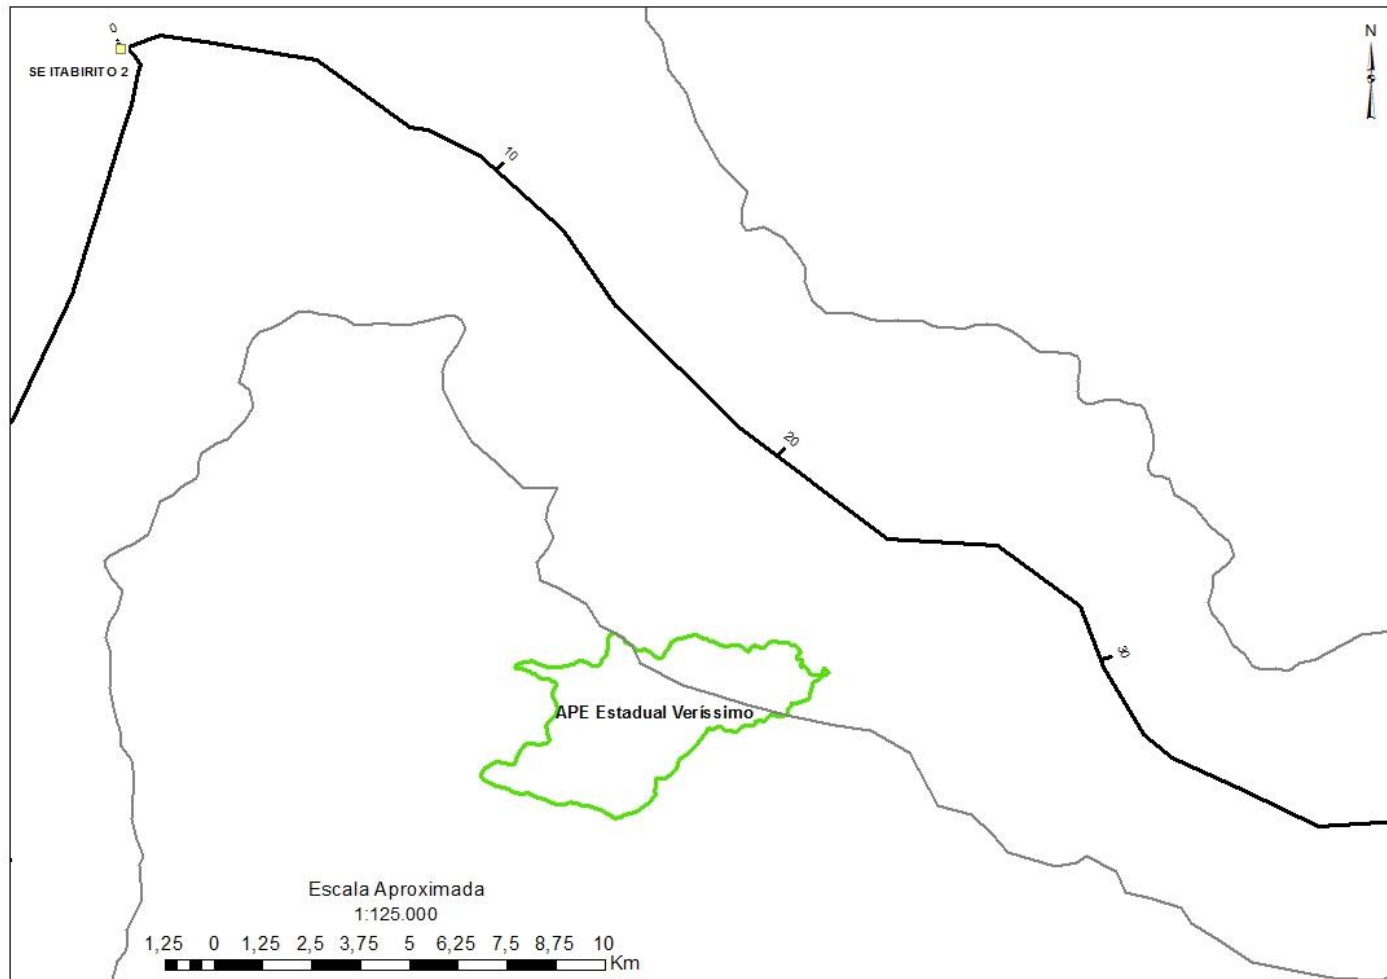 0
N
SE ITABIRITO 2
10
20
30
APE Estadual Veríssimo
Escala Aproximada
1:125.000
1,25 0 1,25 2,5 3,75 5 6,25 7,5 8,75 10
Km